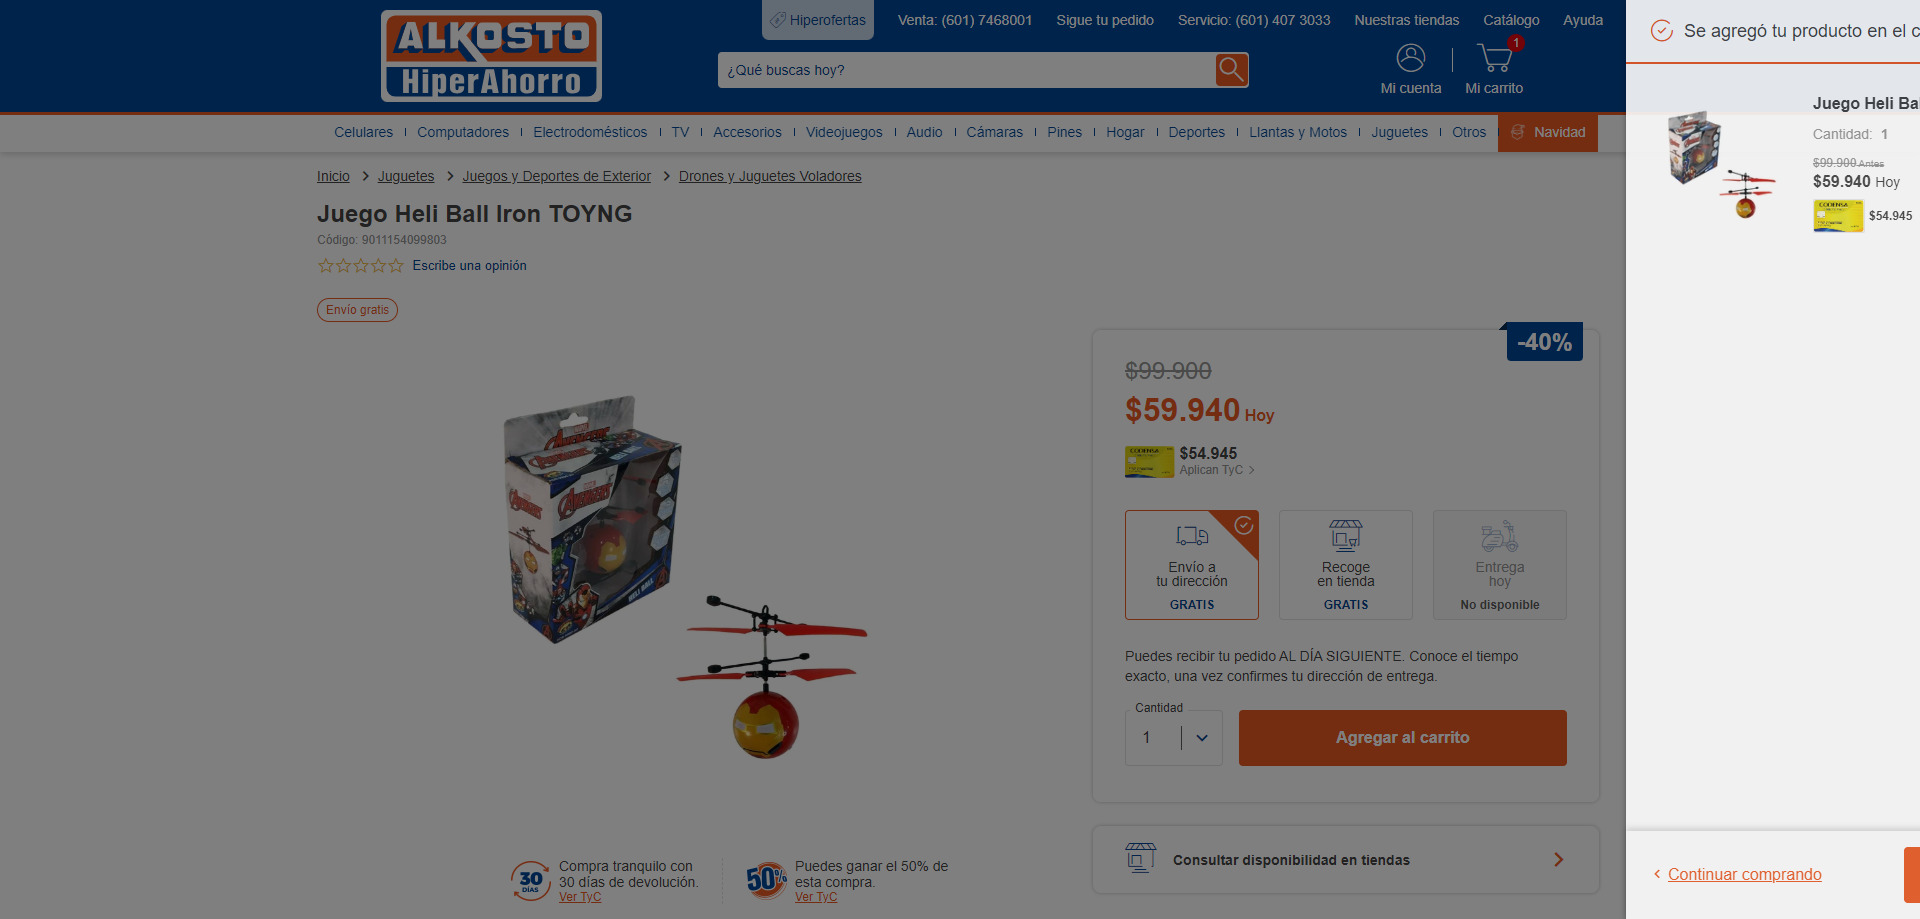 Hiperofertas
Venta: (601) 7468001
Sigue tu pedido
Servicio: (601) 407 3033
Nuestras tiendas
Catálogo
Ayuda
ALKOSTO
HiperAhorro
¿Qué buscas hoy?
Mi cuenta
1
Mi carrito
Celulares
Computadores
Electrodomésticos
TV
Accesorios
Videojuegos
Audio
Cámaras
Pines
Hogar
Deportes
Llantas y Motos
Juguetes
Otros
Navidad
Inicio > Juguetes > Juegos y Deportes de Exterior > Drones y Juguetes Voladores
Juego Heli Ball Iron TOYNG
Código: 9011154099803
Escribe una opinión
Envío gratis
AVENGERS
AVENGERS
HELI BALL
-40%
$99.900
$59.940 Hoy
CODENSA
$54.945
Aplican TyC >
Envío a
tu dirección
GRATIS
Recoge
en tienda
GRATIS
Entrega
hoy
No disponible
Puedes recibir tu pedido AL DÍA SIGUIENTE. Conoce el tiempo
exacto, una vez confirmes tu dirección de entrega.
Cantidad
1
Agregar al carrito
Consultar disponibilidad en tiendas
30
DÍAS
Compra tranquilo con
30 días de devolución.
Ver TyC
50%
Puedes ganar el 50% de
esta compra.
Ver TyC
Se agregó tu producto en el c
Juego Heli Bal
Cantidad: 1
$99.900 Antes
$59.940 Hoy
CODENSA
$54.945
Continuar comprando